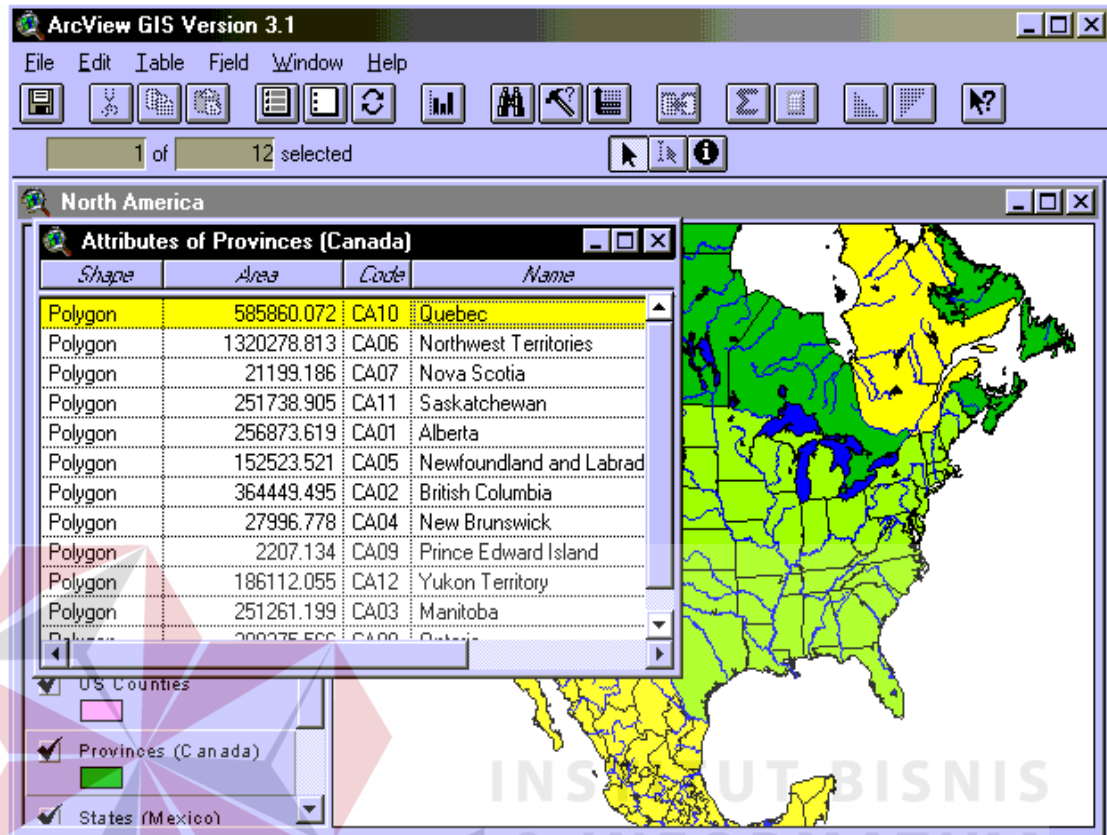 ArcView GIS Version 3.1
File Edit Table Field Window Help
1 of 12 selected
North America
Attributes of Provinces (Canada)
Shape Area Code Name
Polygon 585860.072 CA10 Quebec
Polygon 1320278.813 CA06 Northwest Territories
Polygon 21199.186 CA07 Nova Scotia
Polygon 251738.905 CA11 Saskatchewan
Polygon 256873.619 CA01 Alberta
Polygon 152523.521 CA05 Newfoundland and Labrad
Polygon 364449.495 CA02 British Columbia
Polygon 27996.778 CA04 New Brunswick
Polygon 2207.134 CA09 Prince Edward Island
Polygon 186112.055 CA12 Yukon Territory
Polygon 251261.199 CA03 Manitoba
Polygon Ontario
US Counties
Provinces (Canada)
States (Mexico)
INSTITUT BISNIS